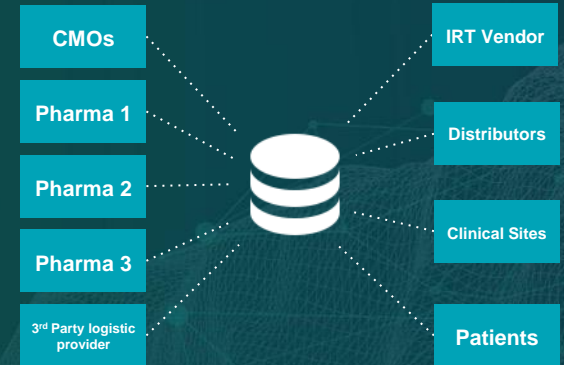 CMOs
Pharma 1
Pharma 2
Pharma 3
3rd Party logistic
provider
IRT Vendor
Distributors
Clinical Sites
Patients